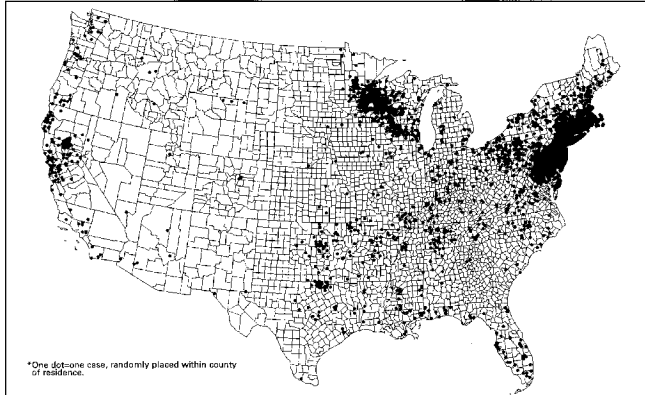 *One dot=one case, randomly placed within county
of residence.